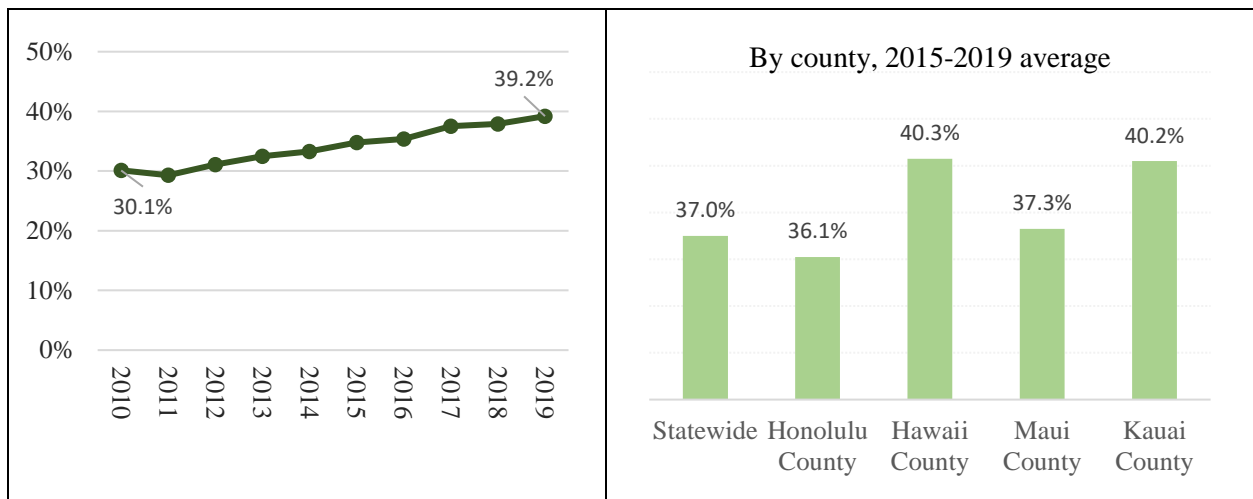 50%
40%
30%
20%
10%
0%
39.2%
30.1%
2010
2011
2012
2013
2014
2015
2016
2017
2018
2019
By county, 2015-2019 average
37.0%
36.1%
40.3%
37.3%
40.2%
Statewide
Honolulu
County
Hawaii
County
Maui
County
Kauai
County